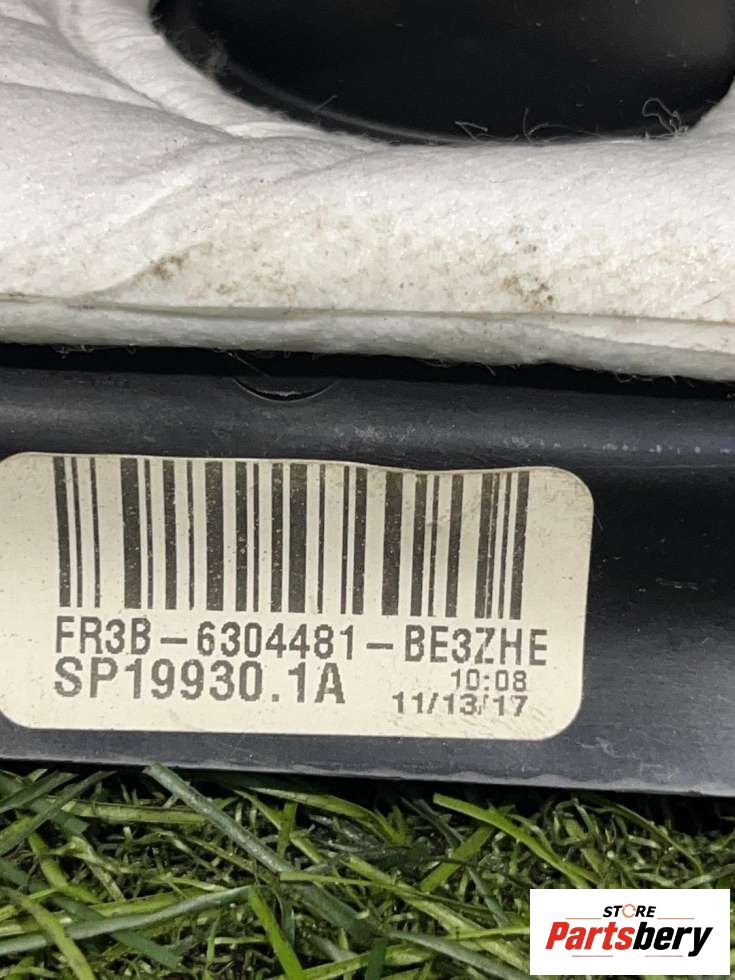 FR3B-6304481-BE3ZHE
SP19930.1A
10:08
11/13/17
STORE
Partsbery